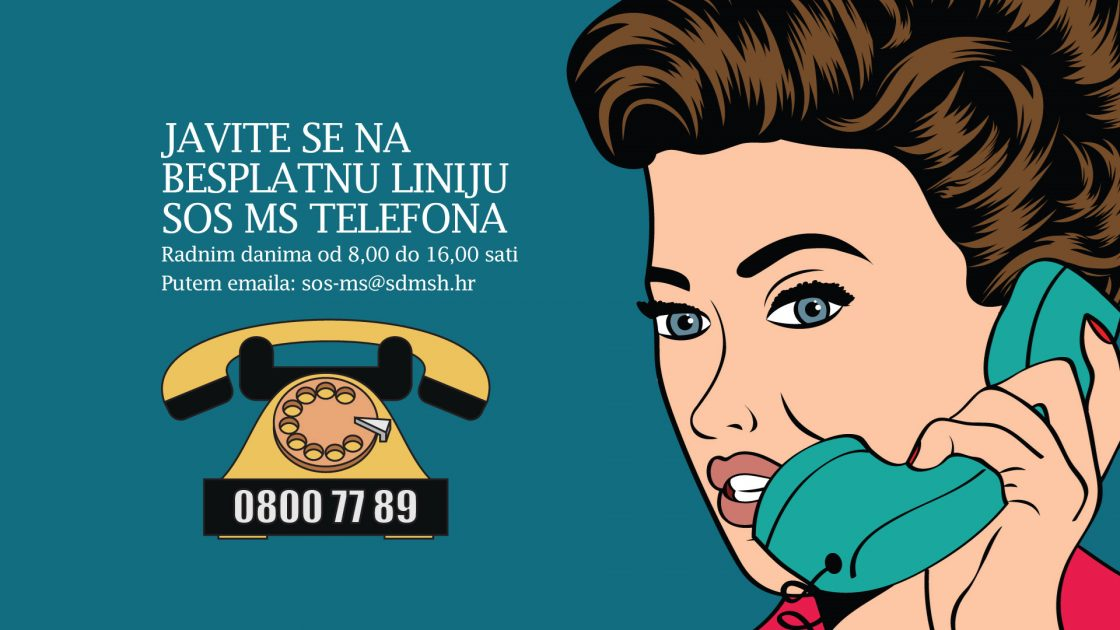 JAVITE SE NA
BESPLATNU LINIJU
SOS MS TELEFONA
Radnim danima od 8,00 do 16,00 sati
Putem emaila: sos-ms@sdmsh.hr
0800 77 89